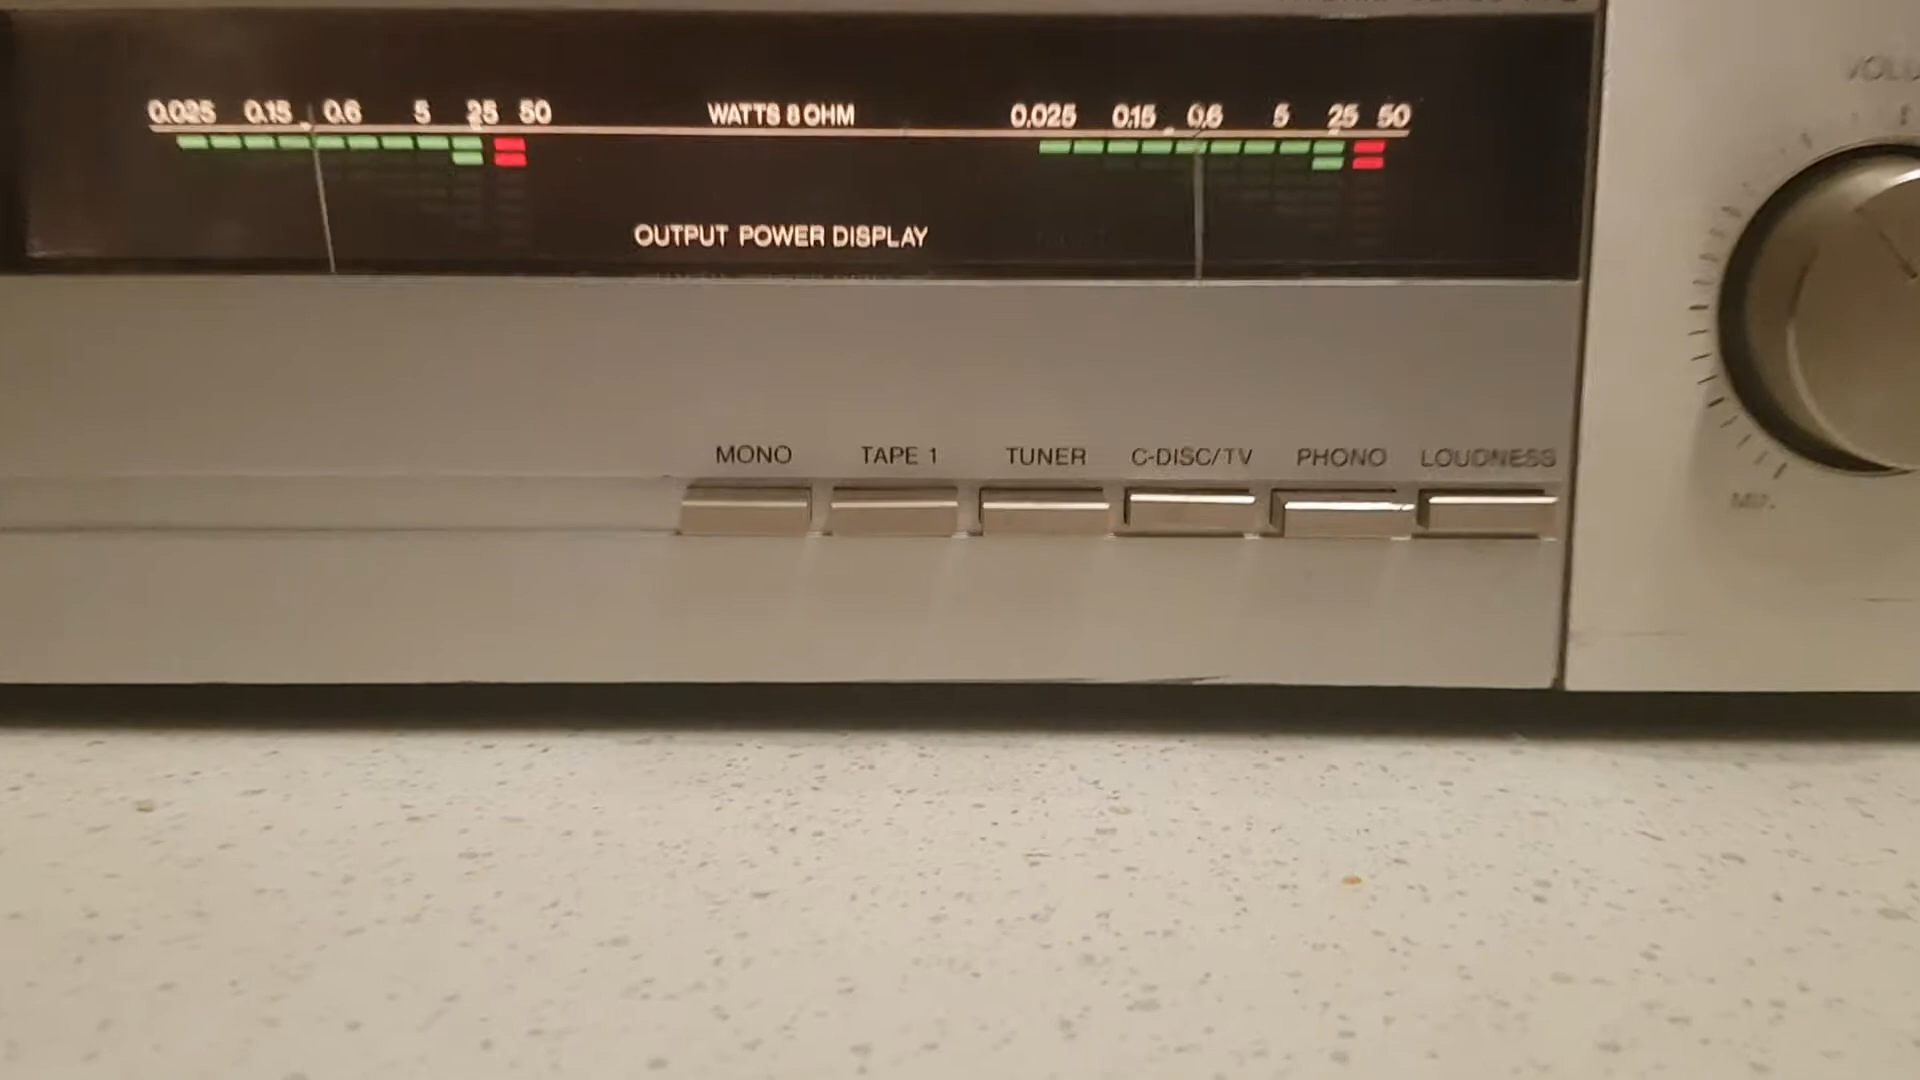 0.025 0.15 0.6 5 25 50 WATTS 8 OHM 0.025 0.15 0.6 5 25 50
OUTPUT POWER DISPLAY
MONO TAPE 1 TUNER C-DISC/TV PHONO LOUDNESS